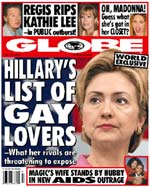 REGIS RIPS
KATHIE LEE
-in PUBLIC outburst!
OH, MADONNA!
Guess what
she's got in
her CLOSET?
GLOBE
WORLD
EXCLUSIVE
HILLARY'S
LIST OF
GAY
LOVERS
—What her rivals are
threatening to expose
MAGIC'S WIFE STANDS BY HUBBY
IN NEW AIDS OUTRAGE